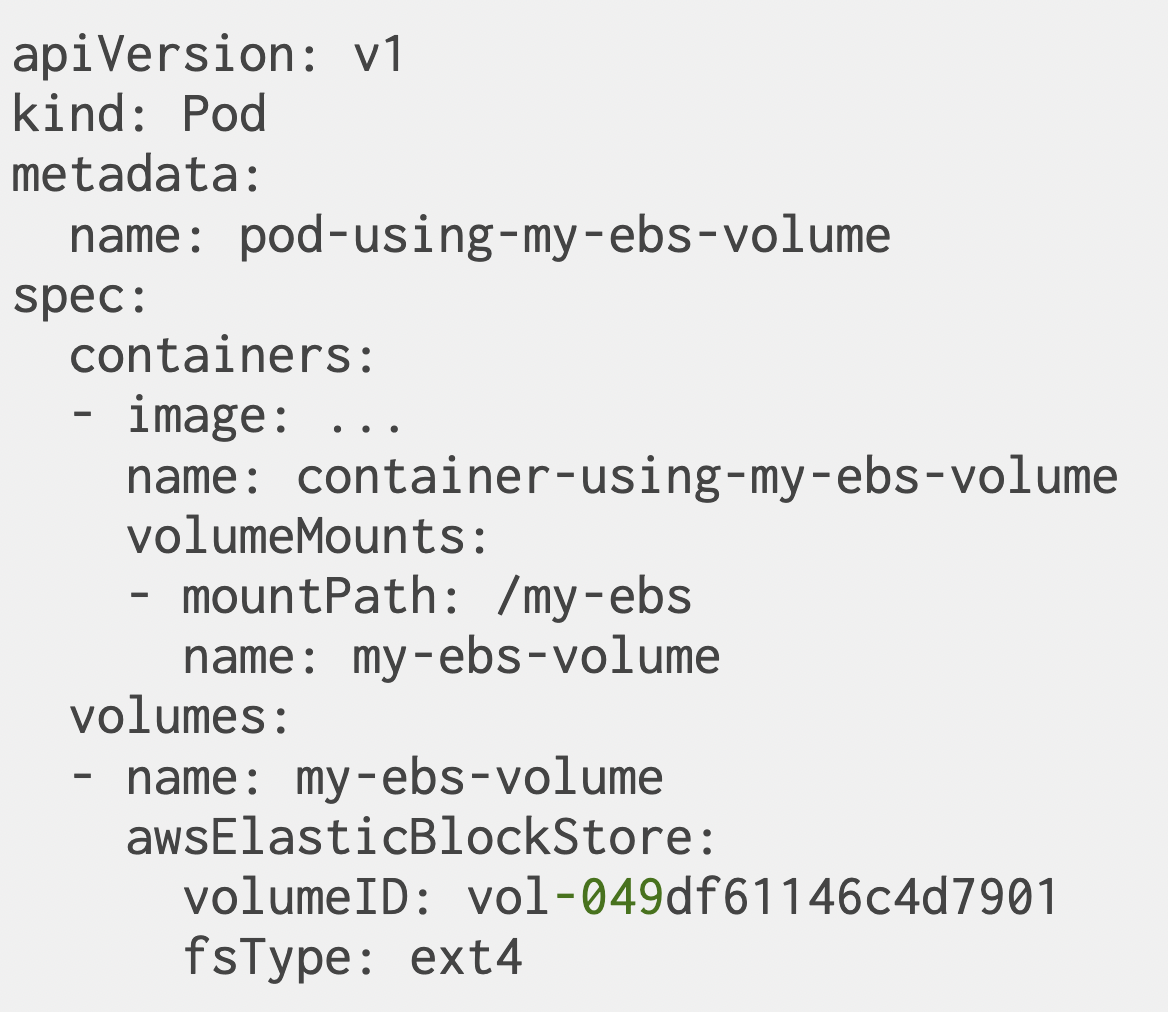 apiVersion: v1
kind: Pod
metadata:
  name: pod-using-my-ebs-volume
spec:
  containers:
  - image: ...
    name: container-using-my-ebs-volume
    volumeMounts:
    - mountPath: /my-ebs
      name: my-ebs-volume
  volumes:
  - name: my-ebs-volume
    awsElasticBlockStore:
      volumeID: vol-049df61146c4d7901
      fsType: ext4